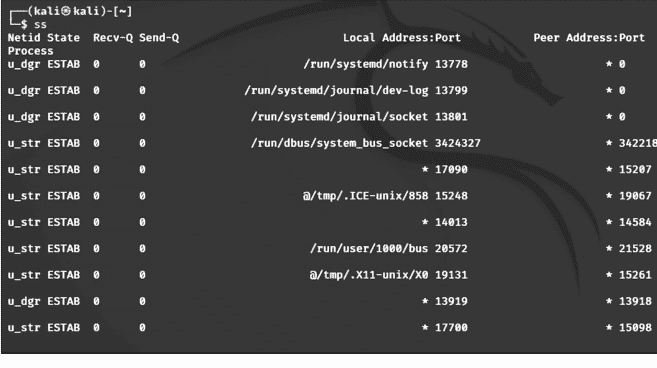 ┌──(kali㉿kali)-[~]
└─$ ss
Netid State Recv-Q Send-Q Local Address:Port Peer Address:Port
Process
u_dgr ESTAB 0 0 /run/systemd/notify 13778 * 0
u_dgr ESTAB 0 0 /run/systemd/journal/dev-log 13799 * 0
u_dgr ESTAB 0 0 /run/systemd/journal/socket 13801 * 0
u_str ESTAB 0 0 /run/dbus/system_bus_socket 3424327 * 342218
u_str ESTAB 0 0 * 17090 * 15207
u_str ESTAB 0 0 @/tmp/.ICE-unix/858 15248 * 19067
u_str ESTAB 0 0 * 14013 * 14584
u_str ESTAB 0 0 /run/user/1000/bus 20572 * 21528
u_str ESTAB 0 0 @/tmp/.X11-unix/X0 19131 * 15261
u_dgr ESTAB 0 0 * 13919 * 13918
u_str ESTAB 0 0 * 17700 * 15098